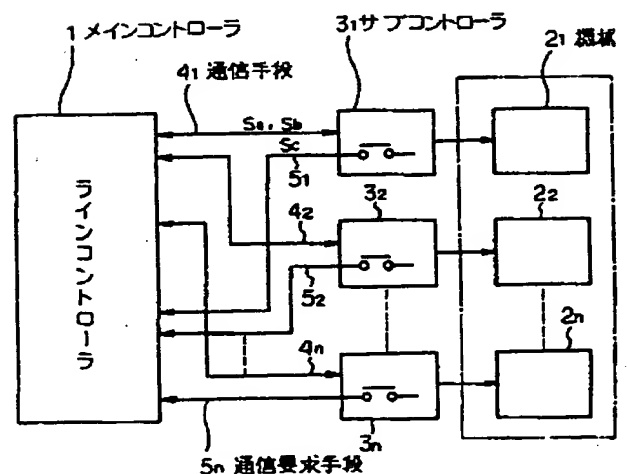 1 メインコントローラ
3₁サブコントローラ
2₁ 機械
4₁ 通信手段
Sa, Sb
Sc
5₁
ラインコントローラ
3₂
2₂
4₂
5₂
2n
4n
3n
5n 通信要求手段